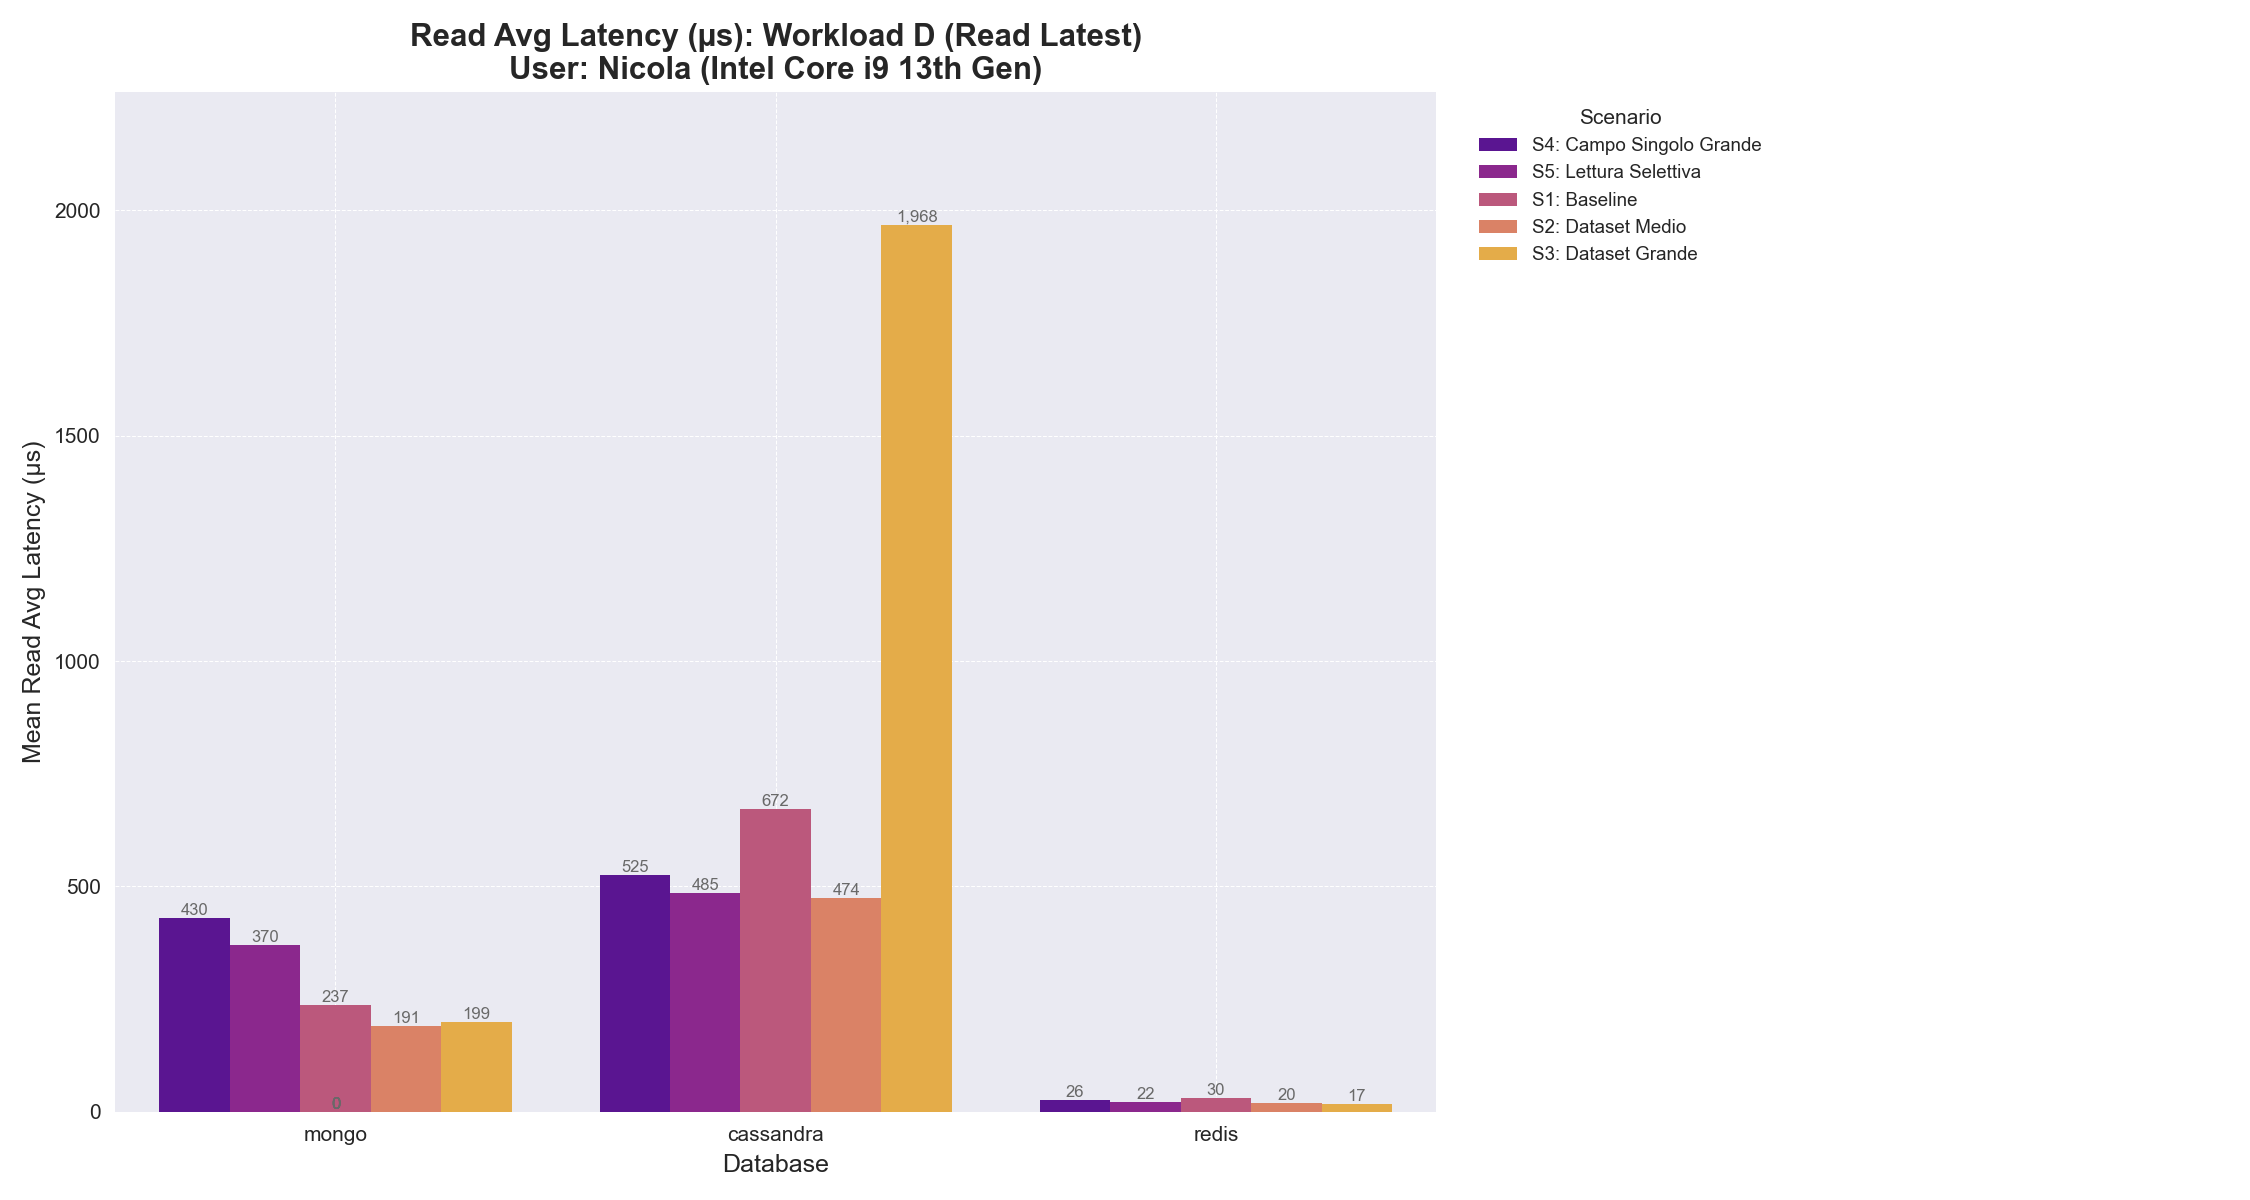 Read Avg Latency (µs): Workload D (Read Latest)
User: Nicola (Intel Core i9 13th Gen)
Scenario
S4: Campo Singolo Grande
S5: Lettura Selettiva
S1: Baseline
S2: Dataset Medio
S3: Dataset Grande
Mean Read Avg Latency (µs)
2000
1500
1000
500
0
430
370
237
191
199
0
525
485
672
474
1,968
26
22
30
20
17
mongo
cassandra
redis
Database